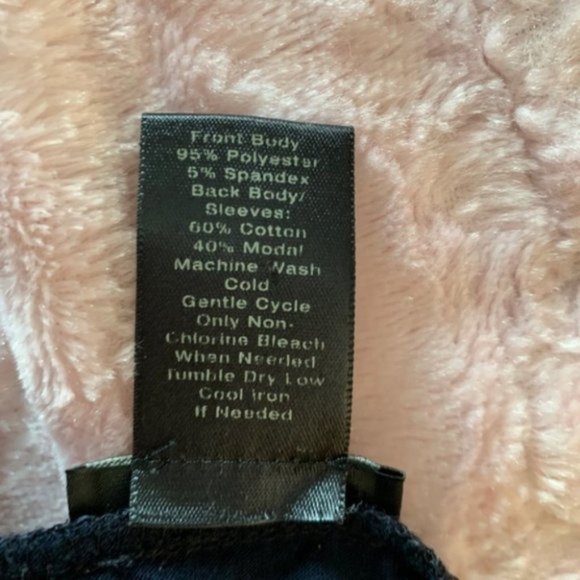 Front Body
95% Polyester
5% Spandex
Back Body/
Sleeves:
60% Cotton
40% Modal
Machine Wash
Cold
Gentle Cycle
Only Non-
Chlorine Bleach
When Needed
Tumble Dry Low
Cool Iron
If Needed